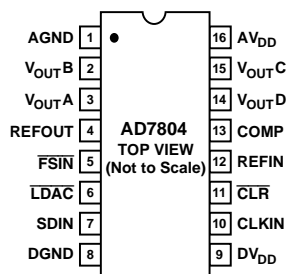 AGND 1 16 AVDD
VOUTB 2 15 VOUTC
VOUTA 3 14 VOUTD
REFOUT 4 AD7804 13 COMP
TOP VIEW
FSIN 5 (Not to Scale) 12 REFIN
LDAC 6 11 CLR
SDIN 7 10 CLKIN
DGND 8 9 DVDD